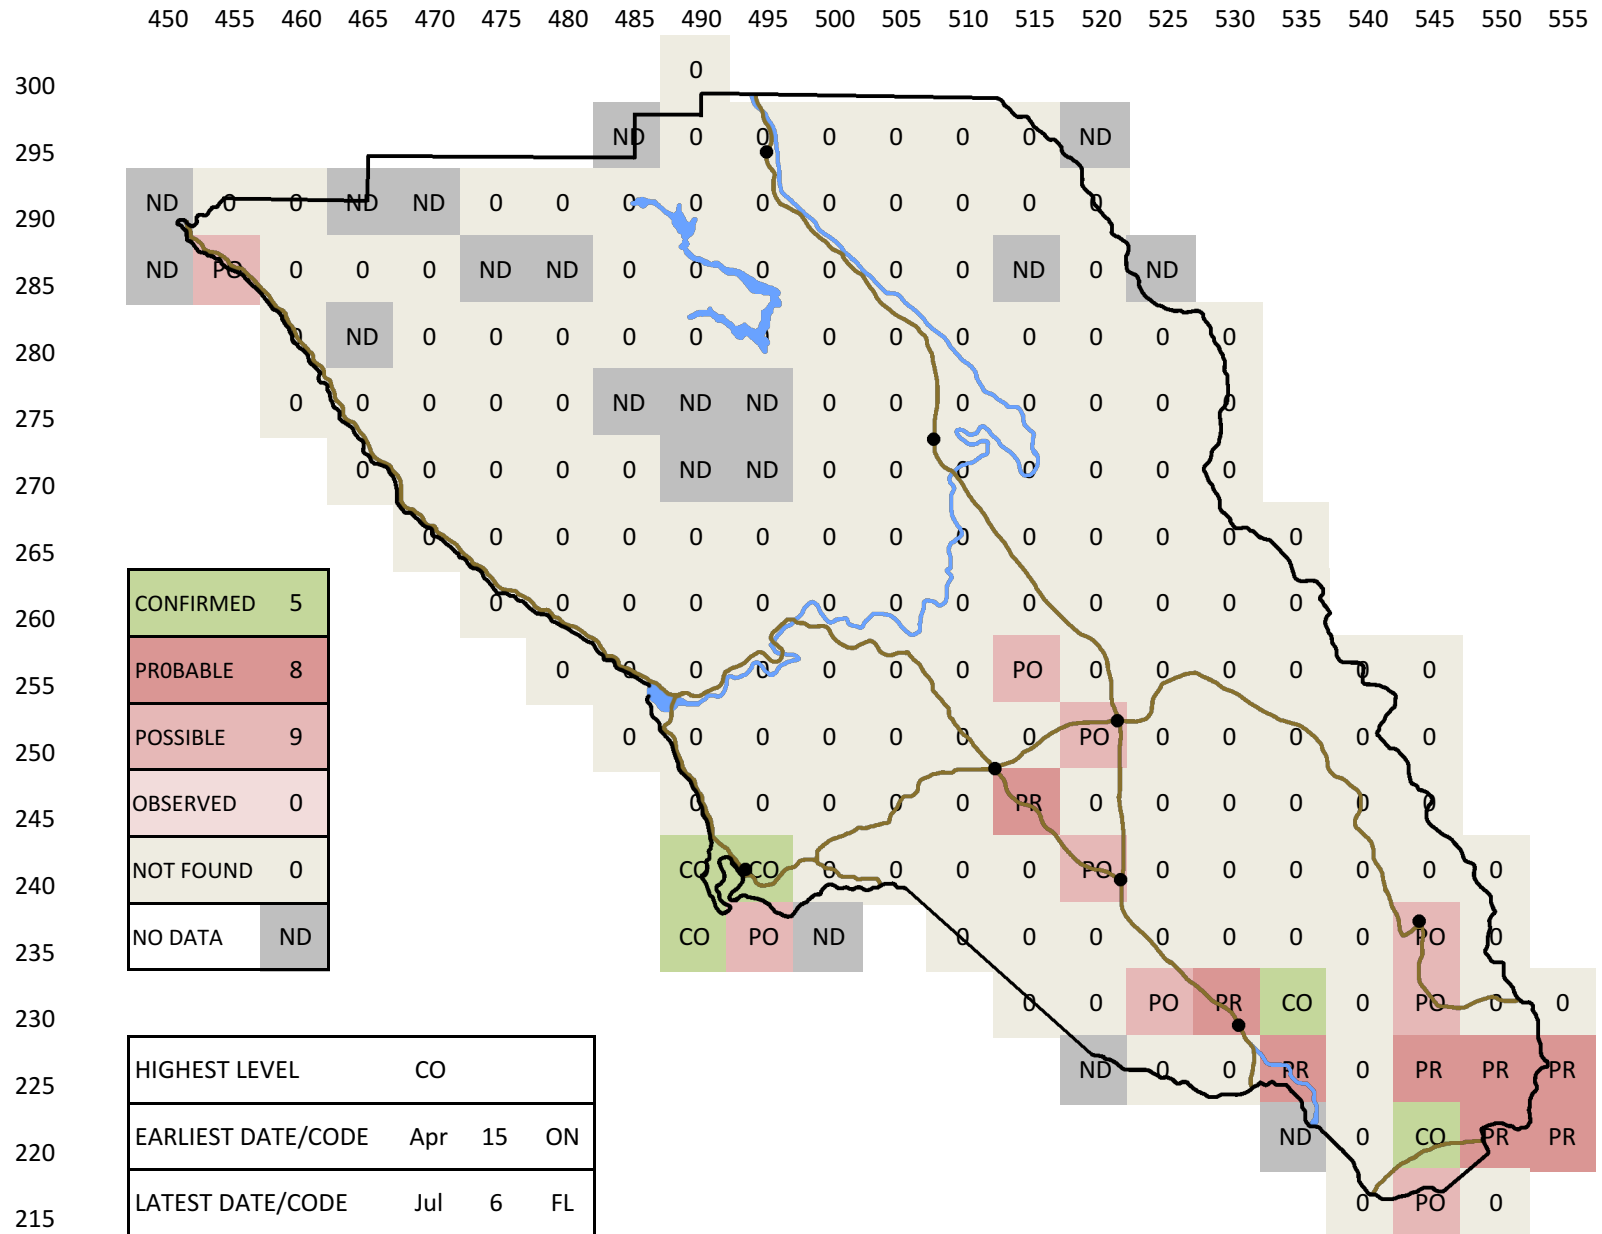 450 455 460 465 470 475 480 485 490 495 500 505 510 515 520 525 530 535 540 545 550 555
0
300
ND 0 0 0 0 0 0 ND
295
ND 0 0 ND ND 0 0 0 0 0 0 0 0 0 0
290
ND PO 0 0 0 ND ND 0 0 0 0 0 0 ND 0 ND
285
0 ND 0 0 0 0 0 0 0 0 0 0 0 0 0
280
0 0 0 0 0 ND ND ND 0 0 0 0 0 0 0
275
0 0 0 0 0 ND ND 0 0 0 0 0 0 0
270
0 0 0 0 0 0 0 0 0 0 0 0 0 0
265
CONFIRMED 5 0 0 0 0 0 0 0 0 0 0 0 0 0
260
PR0BABLE 8 0 0 0 0 0 0 0 PO 0 0 0 0 0 0
255
POSSIBLE 9 0 0 0 0 0 0 0 PO 0 0 0 0 0
250
OBSERVED 0 0 0 0 0 0 PR 0 0 0 0 0 0
245
NOT FOUND 0 CO CO 0 0 0 0 PO 0 0 0 0 0 0
240
NO DATA ND CO PO ND 0 0 0 0 0 0 0 PO 0
235
0 0 PO PR CO 0 PO 0 0
230
HIGHEST LEVEL CO ND 0 0 PR 0 PR PR PR
225
EARLIEST DATE/CODE Apr 15 ON ND 0 CO PR PR
220
LATEST DATE/CODE Jul 6 FL 0 PO 0
215